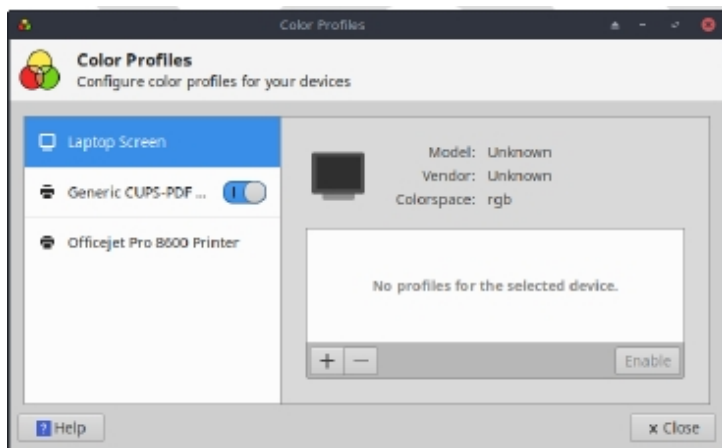 Color Profiles
Color Profiles
Configure color profiles for your devices
Laptop Screen
Generic CUPS-PDF ...
Officejet Pro 8600 Printer
Model: Unknown
Vendor: Unknown
Colorspace: rgb
No profiles for the selected device.
+ −
Enable
? Help
x Close